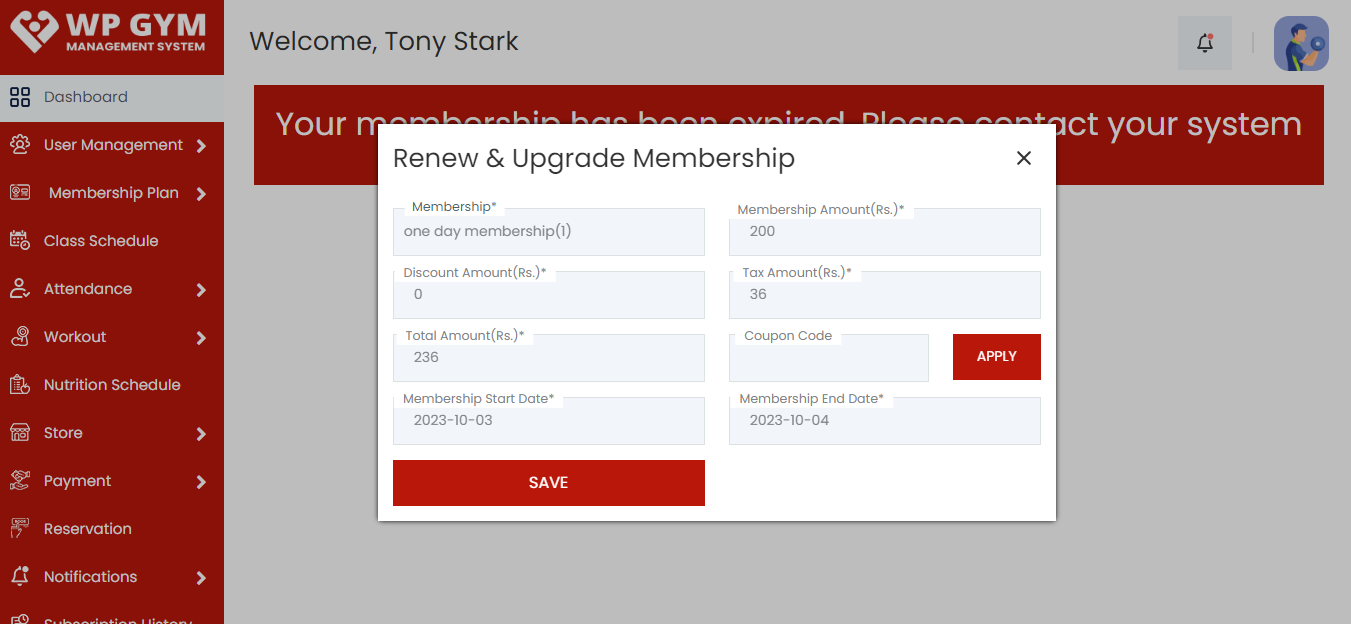 WP GYM
MANAGEMENT SYSTEM
Welcome, Tony Stark
Dashboard
User Management
Membership Plan
Class Schedule
Attendance
Workout
Nutrition Schedule
Store
Payment
Reservation
Notifications
Subscription History
Your membership has been expired. Please contact your system
Renew & Upgrade Membership
Membership*
one day membership(1)
Membership Amount(Rs.)*
200
Discount Amount(Rs.)*
0
Tax Amount(Rs.)*
36
Total Amount(Rs.)*
236
Coupon Code
APPLY
Membership Start Date*
2023-10-03
Membership End Date*
2023-10-04
SAVE